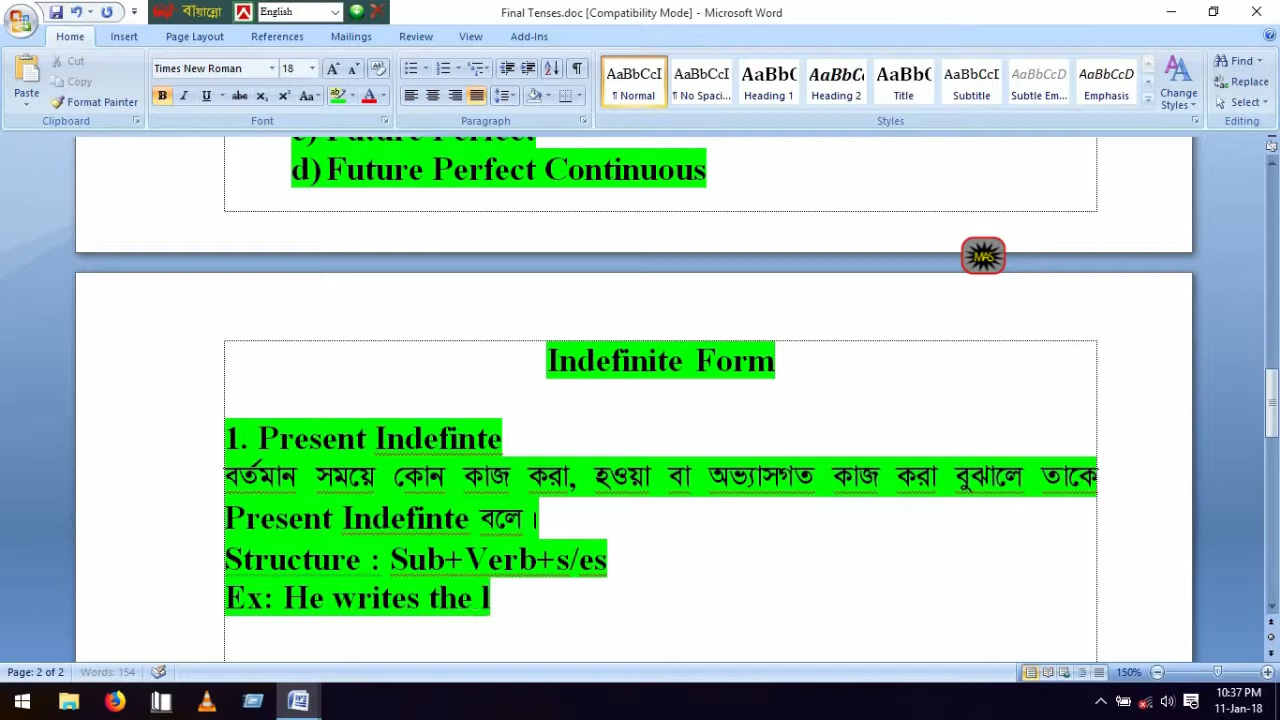 Final Tenses.doc [Compatibility Mode] - Microsoft Word
বায়ান্নো English
Home Insert Page Layout References Mailings Review View Add-Ins
Paste Cut Copy Format Painter
Times New Roman 18
AaBbCcI AaBbCcI AaBbC AaBbC AaBbC AaBbCcI AaBbCcD AaBbCcD
¶ Normal ¶ No Spaci... Heading 1 Heading 2 Title Subtitle Subtle Em... Emphasis
Change Styles
Find Replace Select
Clipboard Font Paragraph Styles Editing
c) Future Perfect
d) Future Perfect Continuous
MAS
Indefinite Form
1. Present Indefinte
বর্তমান সময়ে কোন কাজ করা, হওয়া বা অভ্যাসগত কাজ করা বুঝালে তাকে
Present Indefinte বলে।
Structure : Sub+Verb+s/es
Ex: He writes the l
Page: 2 of 2 Words: 154 150%
10:37 PM
11-Jan-18